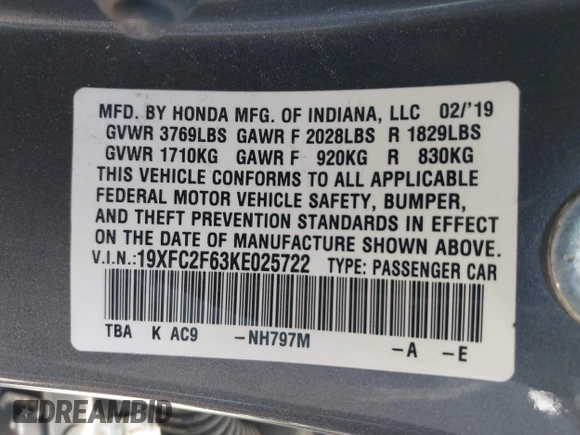 MFD. BY HONDA MFG. OF INDIANA, LLC 02/'19
GVWR 3769LBS GAWR F 2028LBS R 1829LBS
GVWR 1710KG GAWR F 920KG R 830KG
THIS VEHICLE CONFORMS TO ALL APPLICABLE
FEDERAL MOTOR VEHICLE SAFETY, BUMPER,
AND THEFT PREVENTION STANDARDS IN EFFECT
ON THE DATE OF MANUFACTURE SHOWN ABOVE.
V.I.N.:19XFC2F63KE025722 TYPE: PASSENGER CAR
TBA K AC9 -NH797M -A -E
DREAMBID